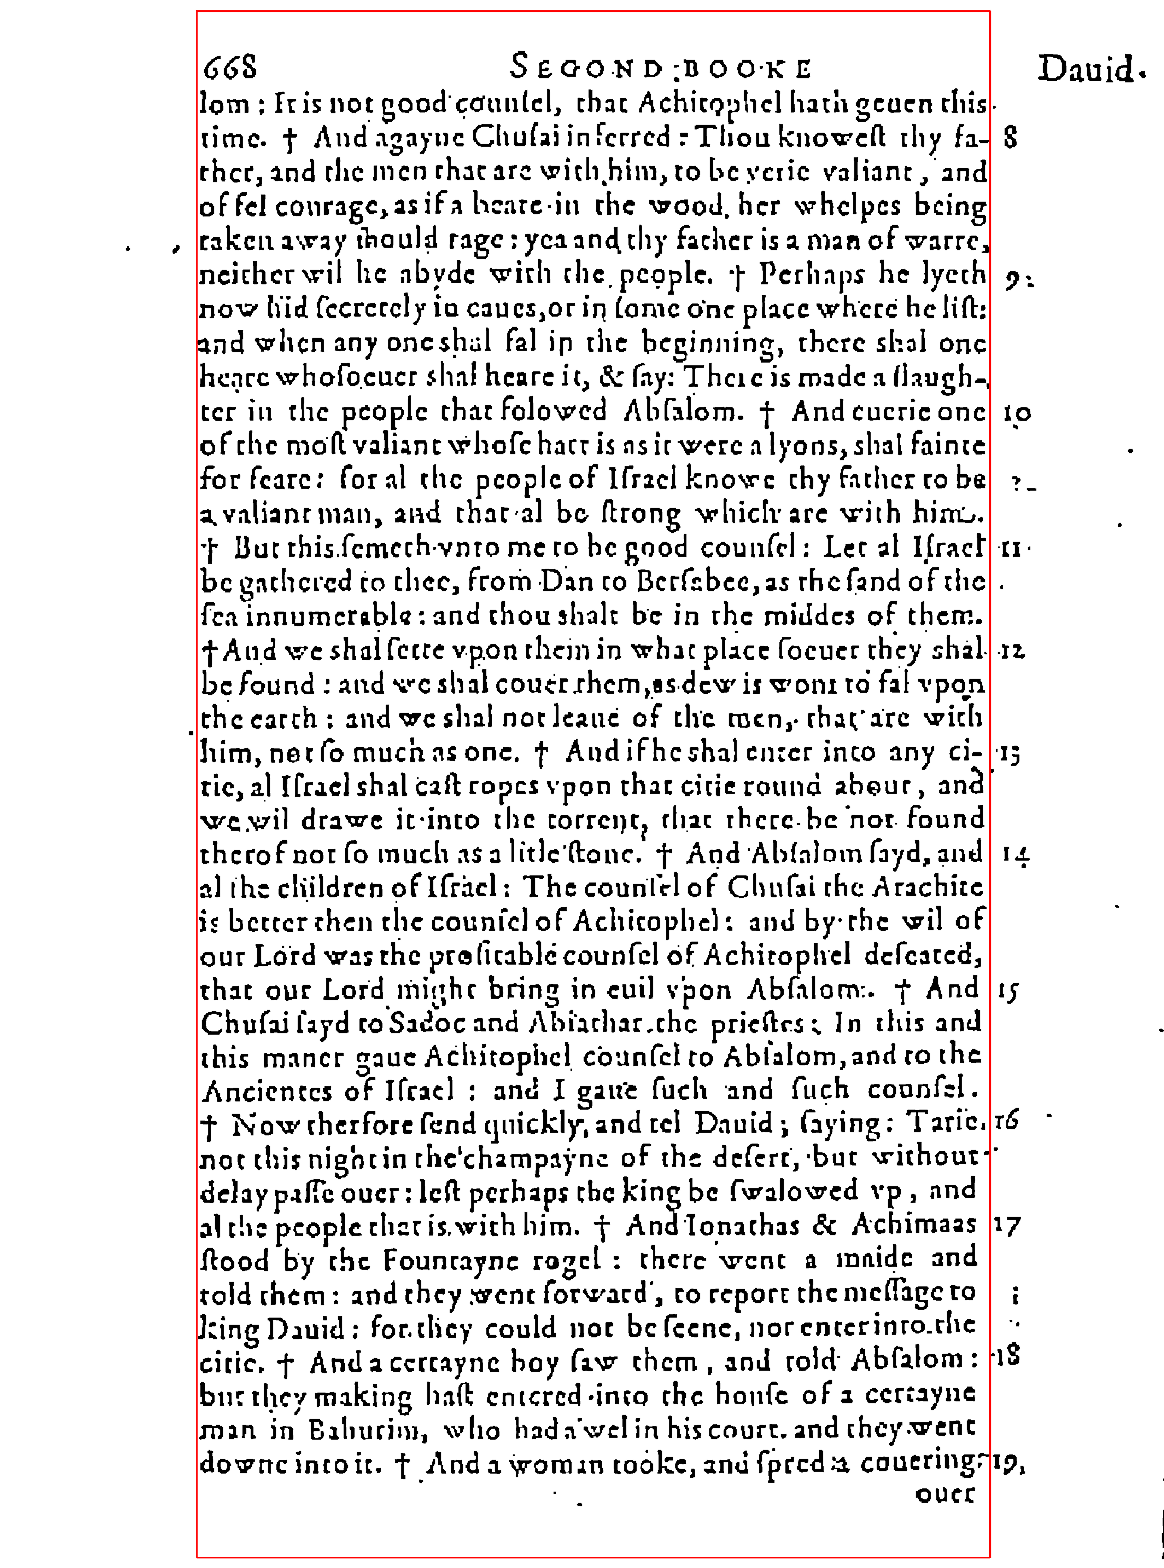 668 SECOND BOOKE Dauid.
lom: It is not good counsel, that Achitophel hath geuen this
time. † And agayne Chusai inferred: Thou knowest thy fa- 8
ther, and the men that are with him, to be verie valiant, and
of fel courage, as if a beare in the wood, her whelpes being
taken away should rage: yea and thy father is a man of warre,
neither wil he abyde with the people. † Perhaps he lyeth 9
now hid secretely in caues, or in some one place where he list:
and when any one shal fal in the beginning, there shal one
heare whosoeuer shal heare it, & say: There is made a slaugh-
ter in the people that folowed Absalom. † And euerie one 10
of the most valiant whose hart is as it were a lyons, shal fainte
for feare: for al the people of Israel knowe thy father to be
a valiant man, and that al be strong which are with him.
† But this semeth vnto me to be good counsel: Let al Israel 11
be gathered to thee, from Dan to Bersabee, as the sand of the
sea innumerable: and thou shalt be in the middes of them.
† And we shal sette vpon them in what place soeuer they shal 12
be found: and we shal couer them, as dew is wont to fal vpon
the earth: and we shal not leaue of the men, that are with
him, not so much as one. † And if he shal enter into any ci- 13
tie, al Israel shal cast ropes vpon that citie round about, and
we wil drawe it into the torrent, that there be not found
therof not so much as a litle stone. † And Absalom sayd, and 14
al the children of Israel: The counsel of Chusai the Arachite
is better then the counsel of Achitophel: and by the wil of
our Lord was the profitable counsel of Achitophel defeated,
that our Lord might bring in euil vpon Absalom. † And 15
Chusai sayd to Sadoc and Abiathar the priestes: In this and
this maner gaue Achitophel counsel to Absalom, and to the
Ancientes of Israel: and I gaue such and such counsel.
† Now therfore send quickly, and tel Dauid, saying: Tarie 16
not this night in the champayne of the desert, but without
delay passe ouer: lest perhaps the king be swalowed vp, and
al the people that is with him. † And Ionathas & Achimaas 17
stood by the Fountayne rogel: there went a maide and
told them: and they went forward, to report the message to
king Dauid: for they could not be seene, nor enter into the
citie. † And a certayne boy saw them, and told Absalom: 18
but they making hast entered into the house of a certayne
man in Bahurim, who had a wel in his court. and they went
downe into it. † And a woman tooke, and spred a couering 19
ouer